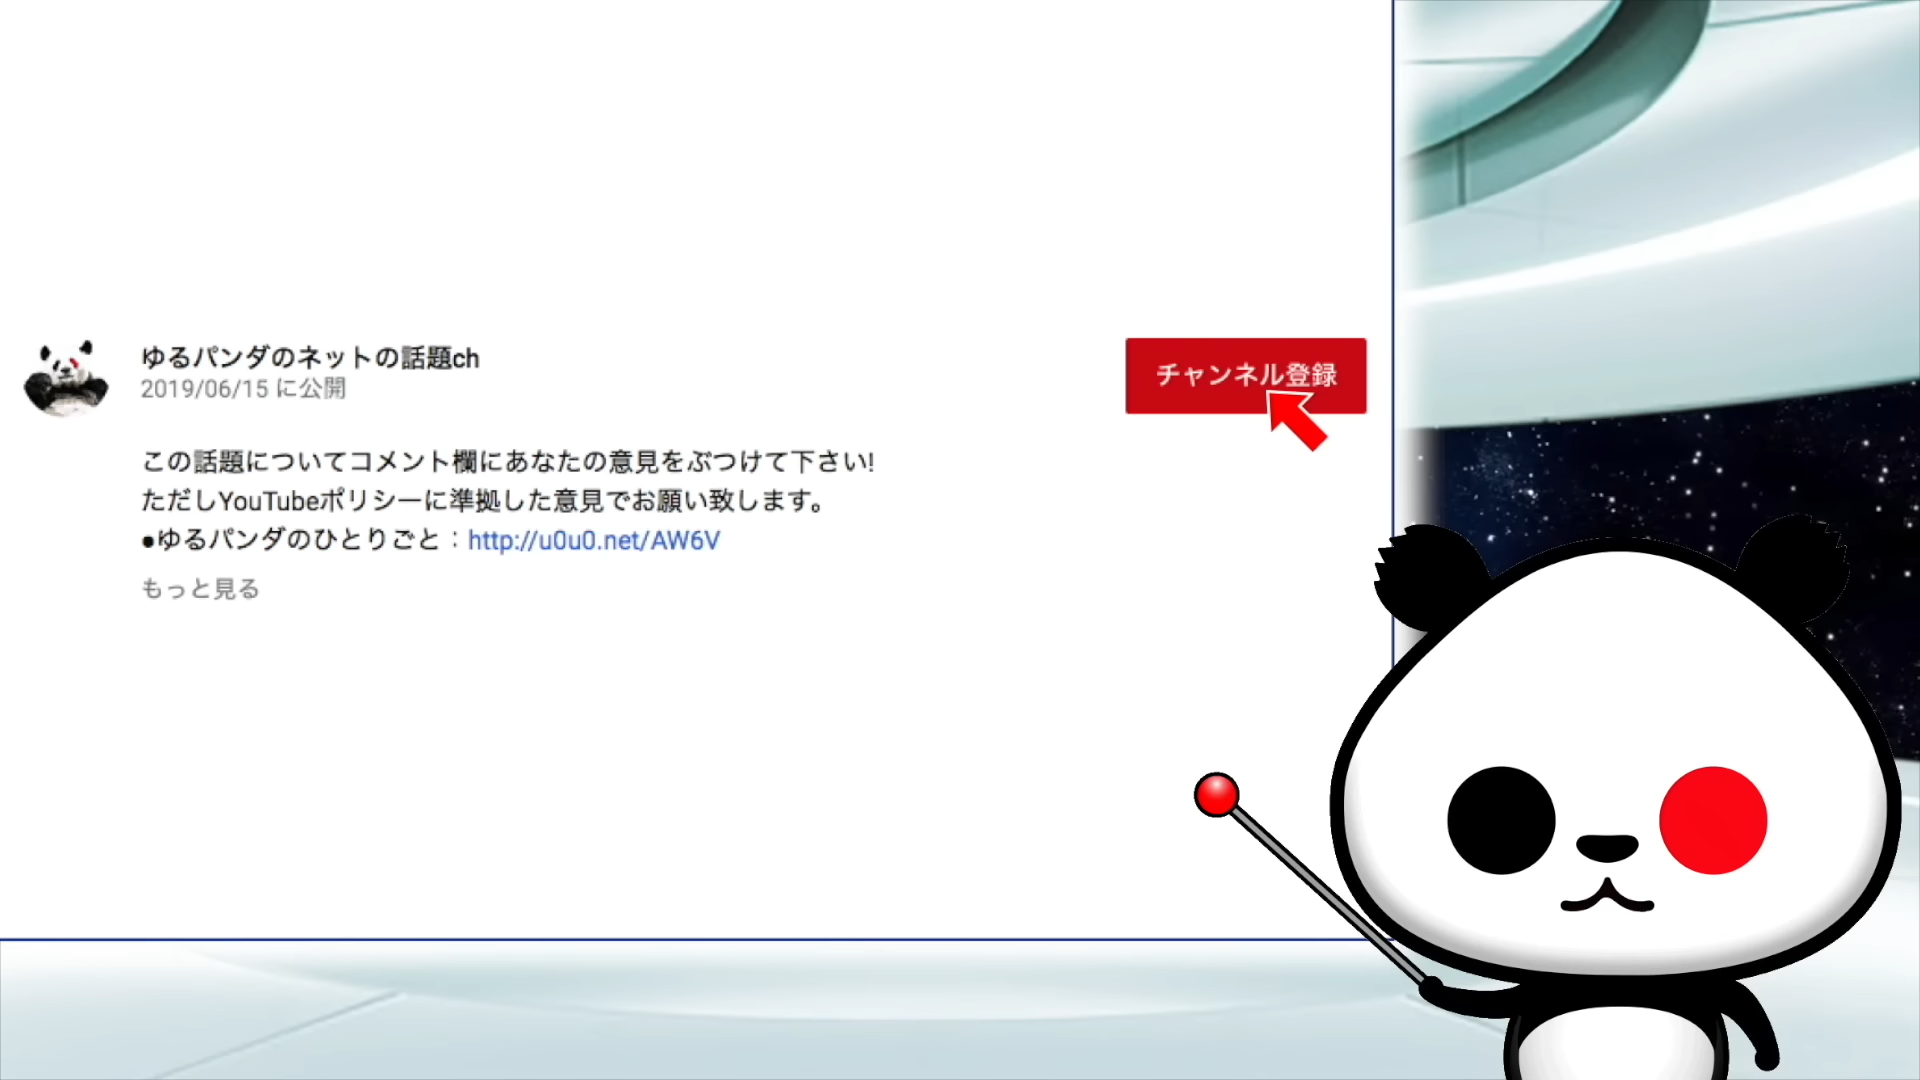 ゆるパンダのネットの話題ch
2019/06/15 に公開
チャンネル登録
この話題についてコメント欄にあなたの意見をぶつけて下さい!
ただしYouTubeポリシーに準拠した意見でお願い致します。
●ゆるパンダのひとりごと：http://u0u0.net/AW6V
もっと見る